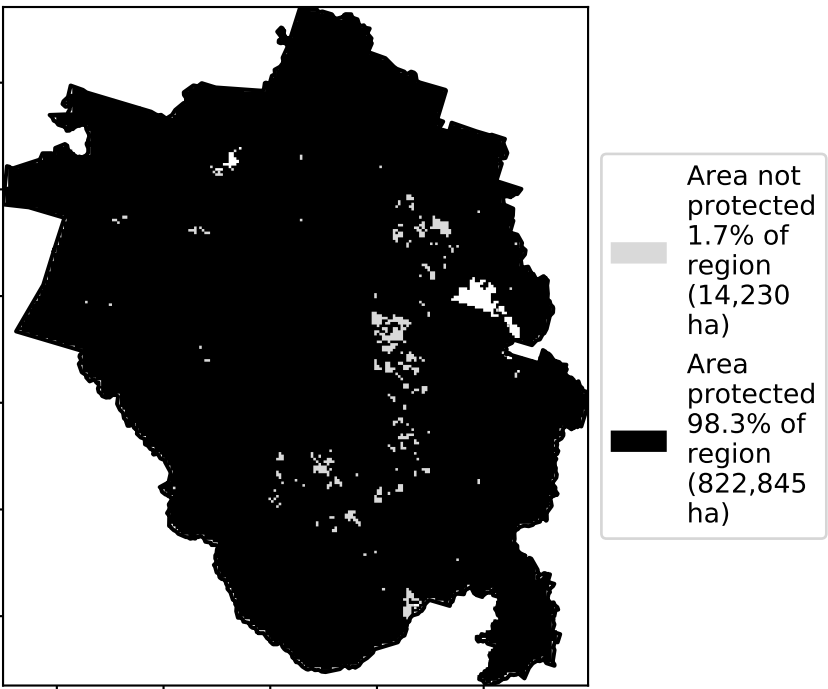 Area not
protected
1.7% of
region
(14,230
ha)
Area
protected
98.3% of
region
(822,845
ha)